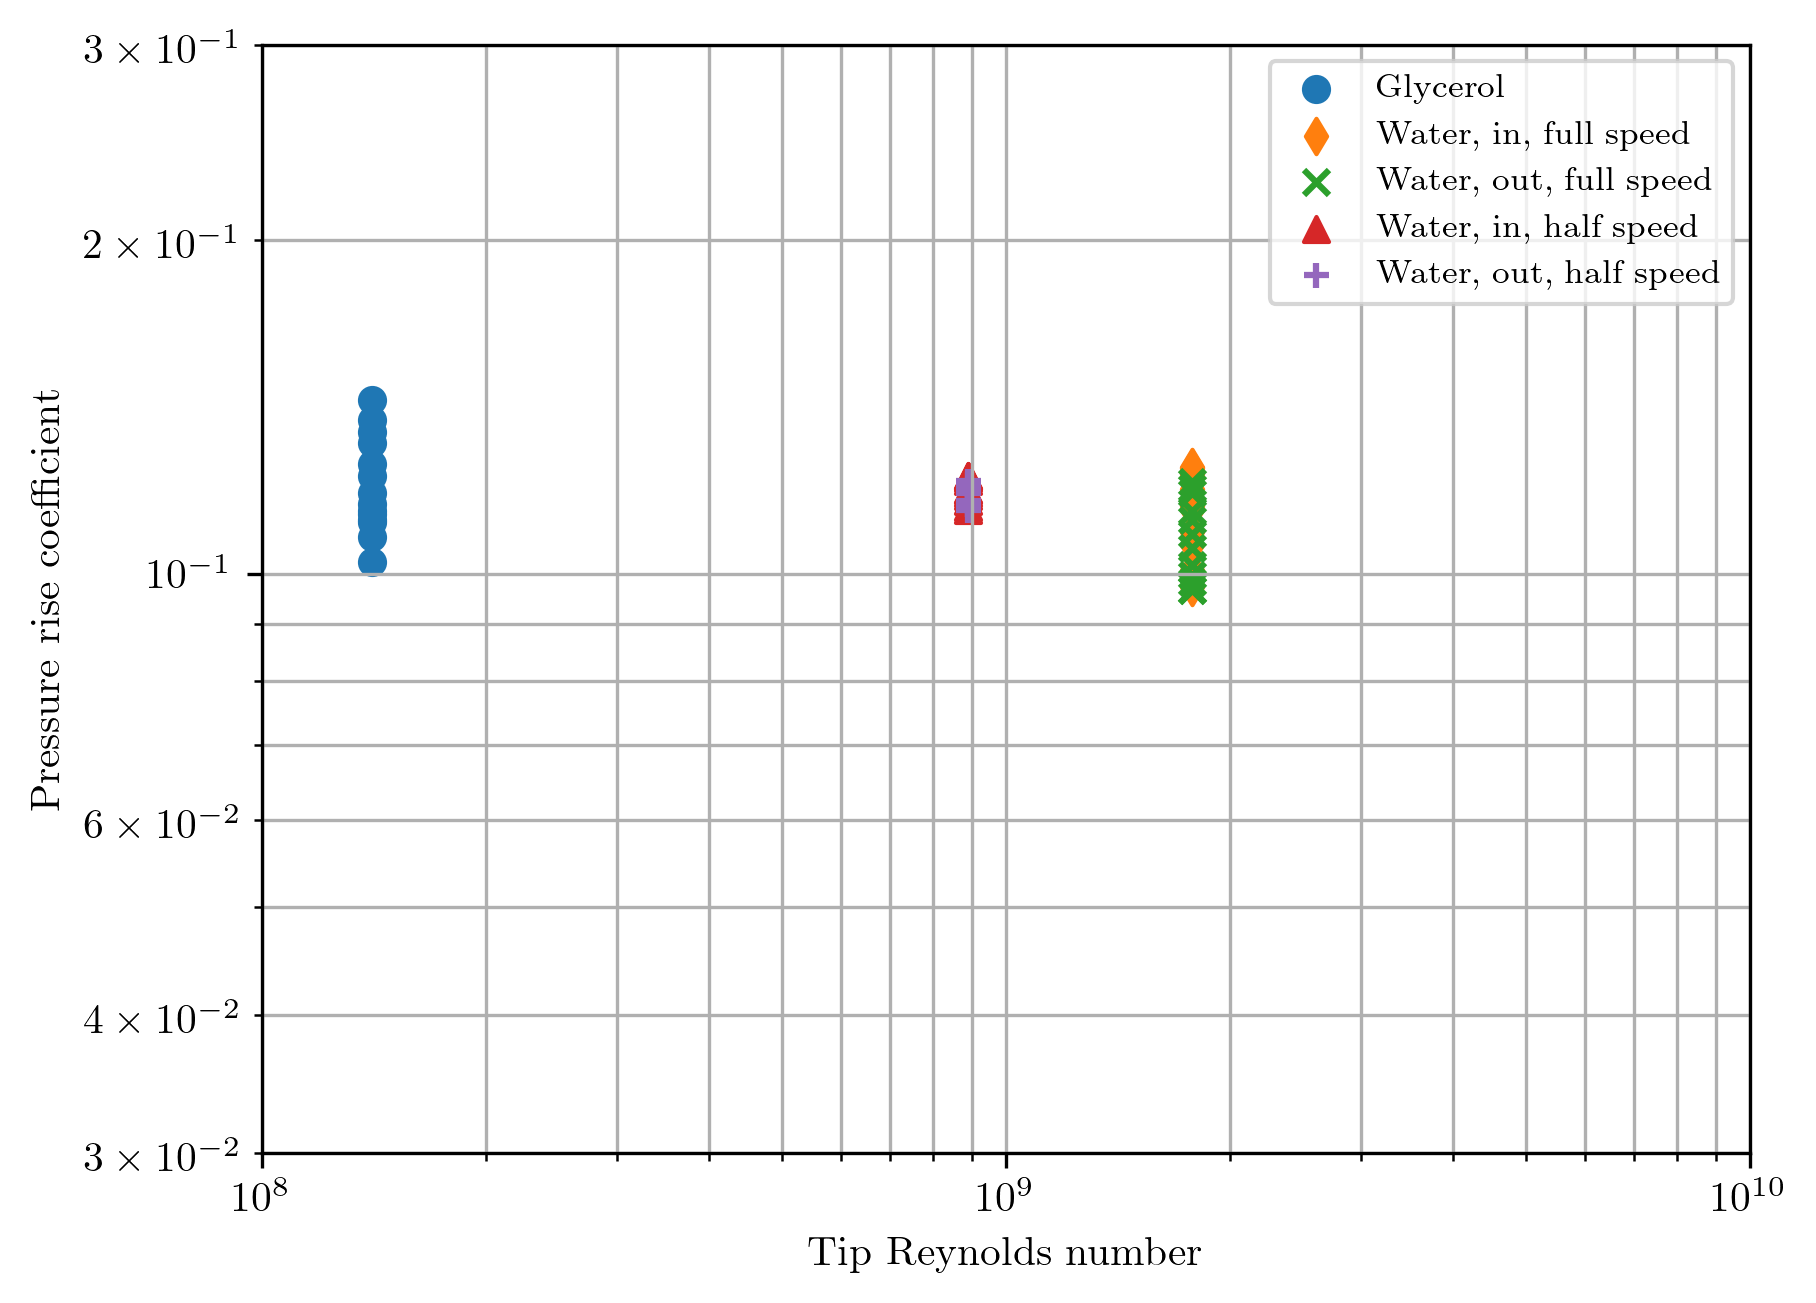 3 × 10⁻¹
2 × 10⁻¹
10⁻¹
6 × 10⁻²
4 × 10⁻²
3 × 10⁻²
Pressure rise coefficient
10⁸
10⁹
10¹⁰
Tip Reynolds number
Glycerol
Water, in, full speed
Water, out, full speed
Water, in, half speed
Water, out, half speed